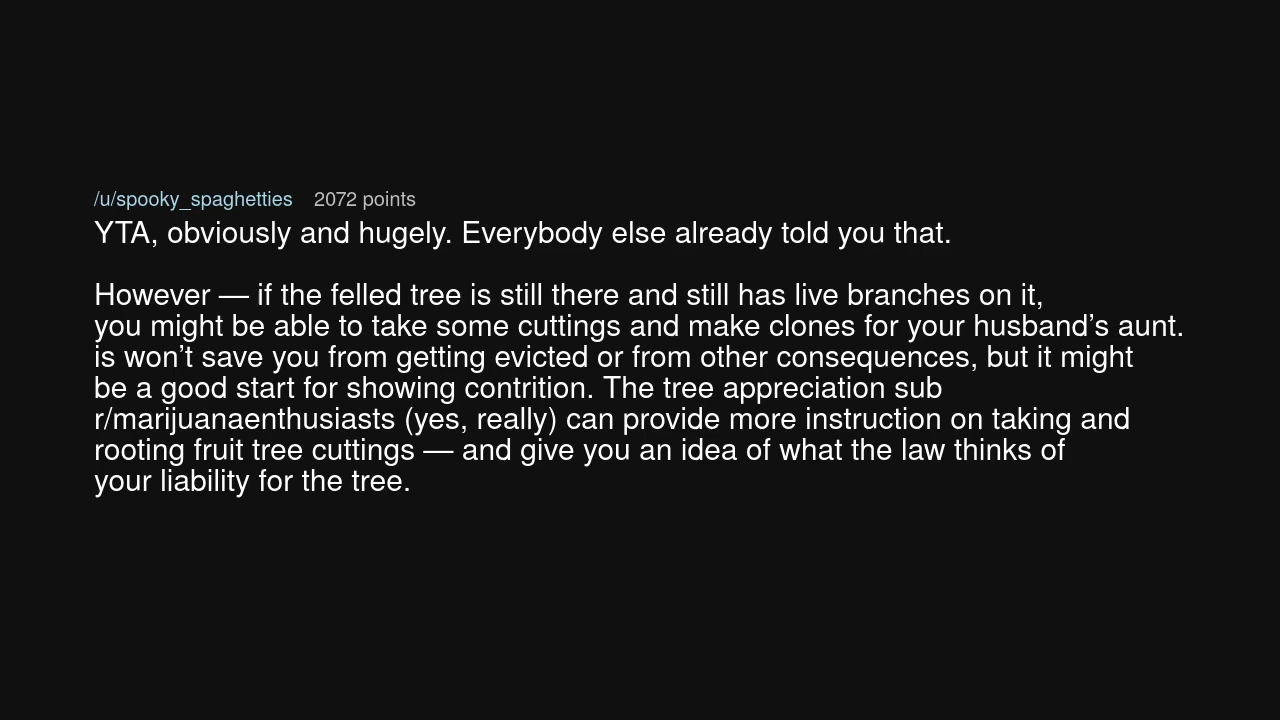 /u/spooky_spaghetties 2072 points
YTA, obviously and hugely. Everybody else already told you that.
However — if the felled tree is still there and still has live branches on it,
you might be able to take some cuttings and make clones for your husband’s aunt.
is won’t save you from getting evicted or from other consequences, but it might
be a good start for showing contrition. The tree appreciation sub
r/marijuanaenthusiasts (yes, really) can provide more instruction on taking and
rooting fruit tree cuttings — and give you an idea of what the law thinks of
your liability for the tree.